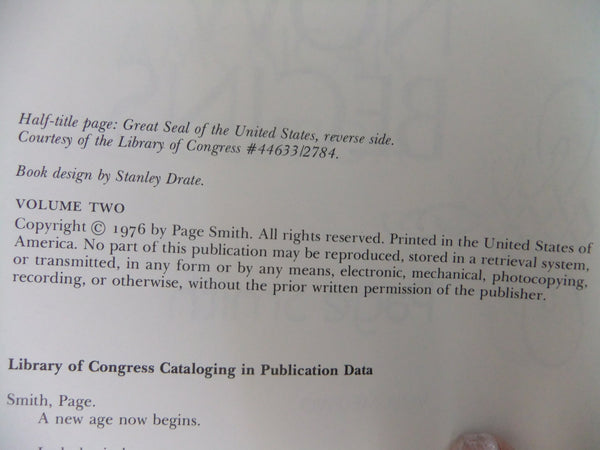 Half-title page: Great Seal of the United States, reverse side.
Courtesy of the Library of Congress #44633/2784.
Book design by Stanley Drate.
VOLUME TWO
Copyright © 1976 by Page Smith. All rights reserved. Printed in the United States of
America. No part of this publication may be reproduced, stored in a retrieval system,
or transmitted, in any form or by any means, electronic, mechanical, photocopying,
recording, or otherwise, without the prior written permission of the publisher.
Library of Congress Cataloging in Publication Data
Smith, Page.
A new age now begins.